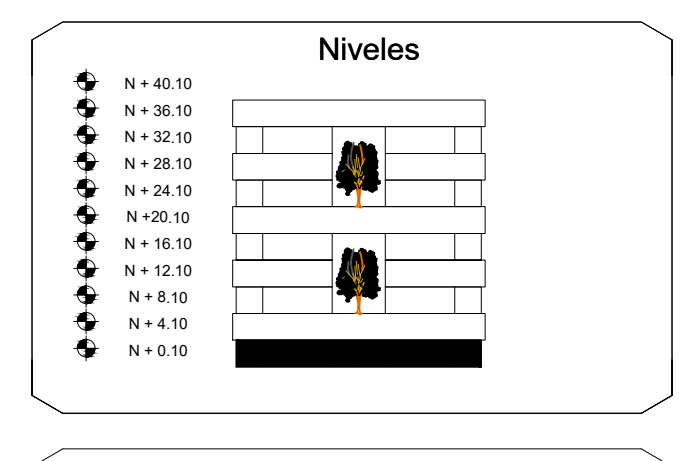 Niveles
N + 40.10
N + 36.10
N + 32.10
N + 28.10
N + 24.10
N +20.10
N + 16.10
N + 12.10
N + 8.10
N + 4.10
N + 0.10